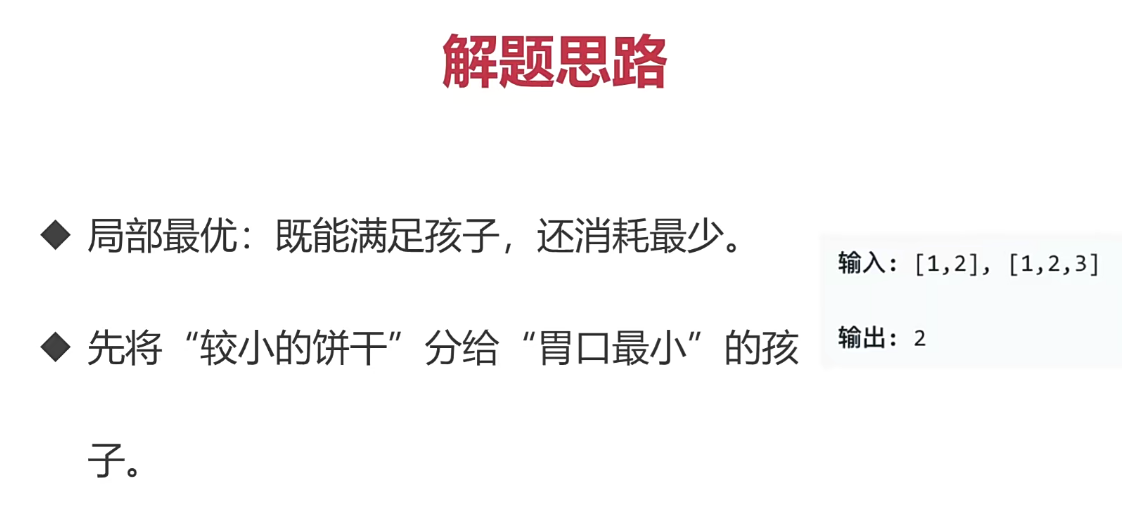 解题思路
◆ 局部最优：既能满足孩子，还消耗最少。
◆ 先将“较小的饼干”分给“胃口最小”的孩
子。
输入: [1,2], [1,2,3]
输出: 2